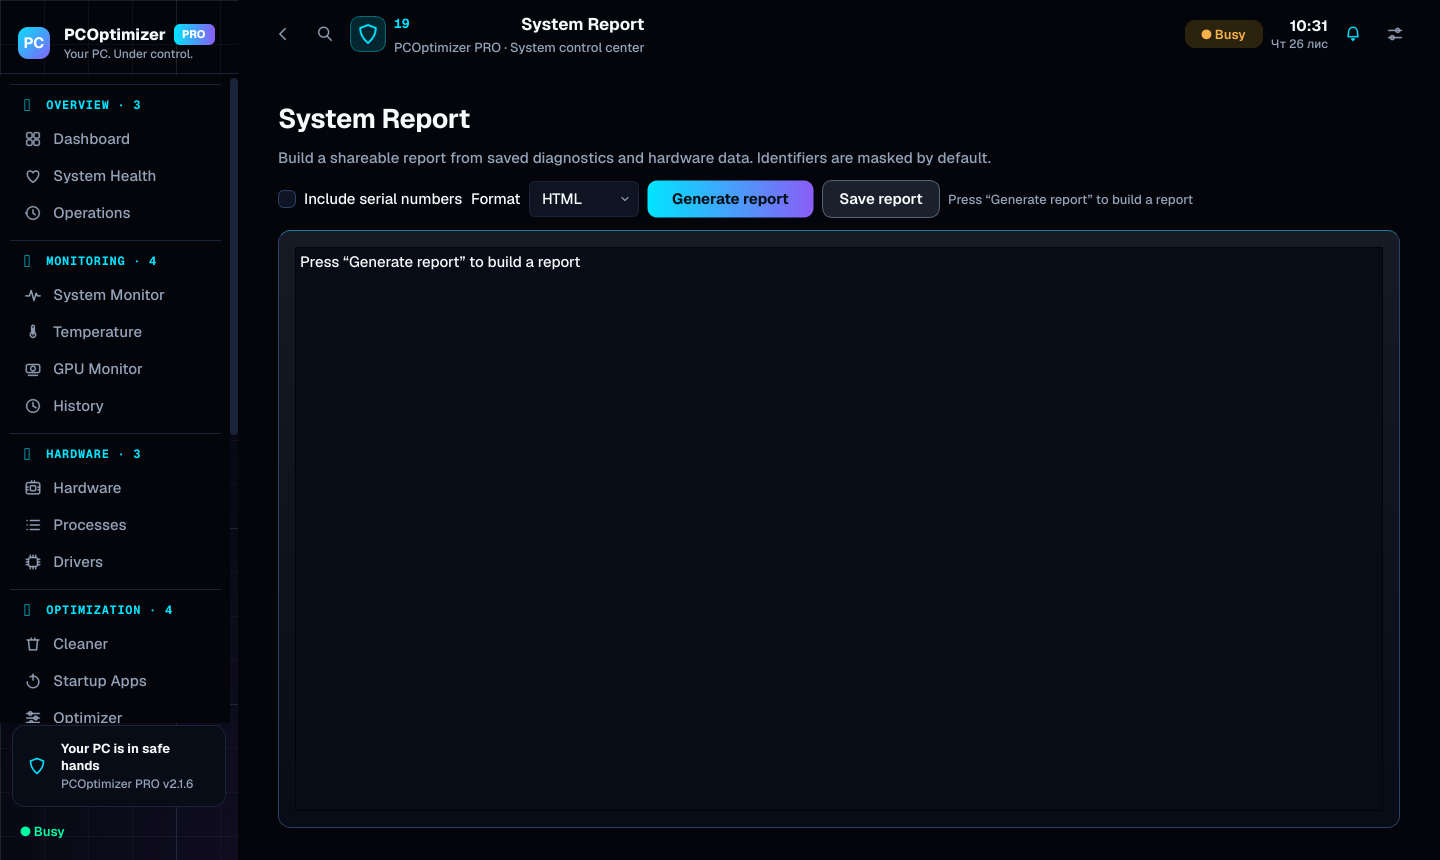 PC
PCOptimizer PRO
Your PC. Under control.
OVERVIEW · 3
Dashboard
System Health
Operations
MONITORING · 4
System Monitor
Temperature
GPU Monitor
History
HARDWARE · 3
Hardware
Processes
Drivers
OPTIMIZATION · 4
Cleaner
Startup Apps
Optimizer
Your PC is in safe
hands
PCOptimizer PRO v2.1.6
Busy
19 System Report
PCOptimizer PRO · System control center
Busy
10:31
Чт 26 лис
System Report
Build a shareable report from saved diagnostics and hardware data. Identifiers are masked by default.
Include serial numbers Format HTML Generate report Save report Press “Generate report” to build a report
Press “Generate report” to build a report